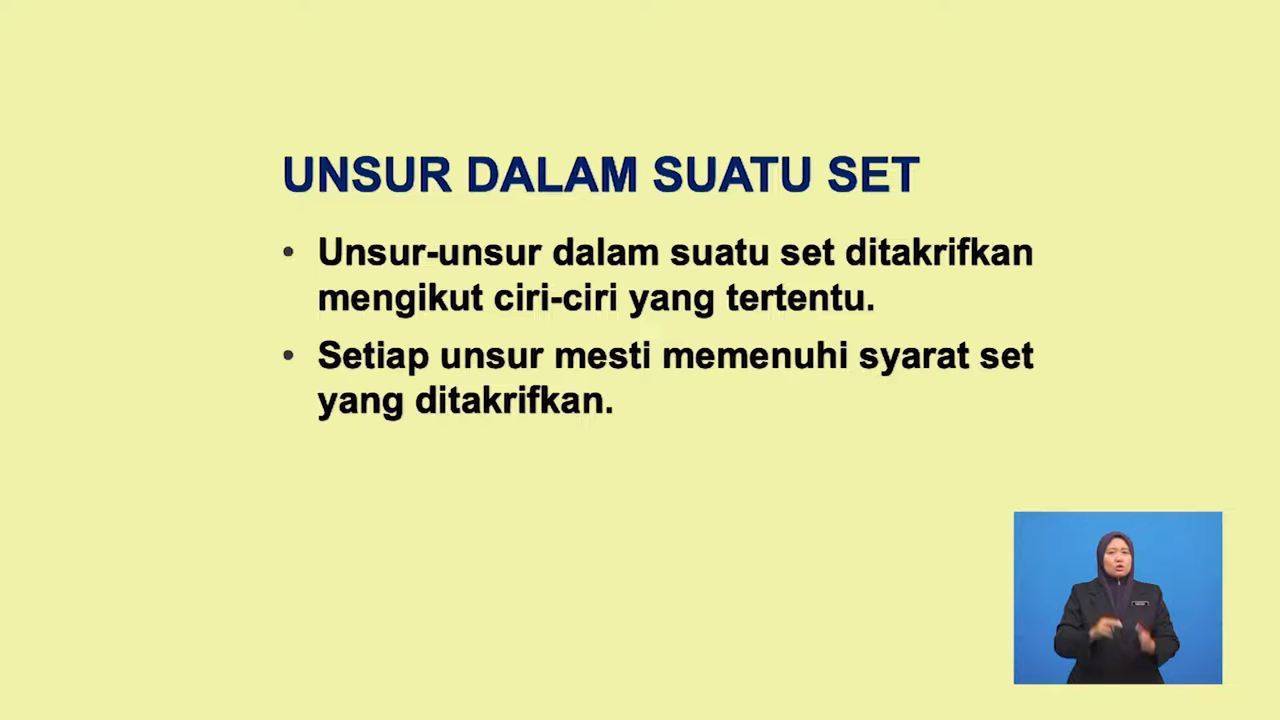 UNSUR DALAM SUATU SET
• Unsur-unsur dalam suatu set ditakrifkan
mengikut ciri-ciri yang tertentu.
• Setiap unsur mesti memenuhi syarat set
yang ditakrifkan.